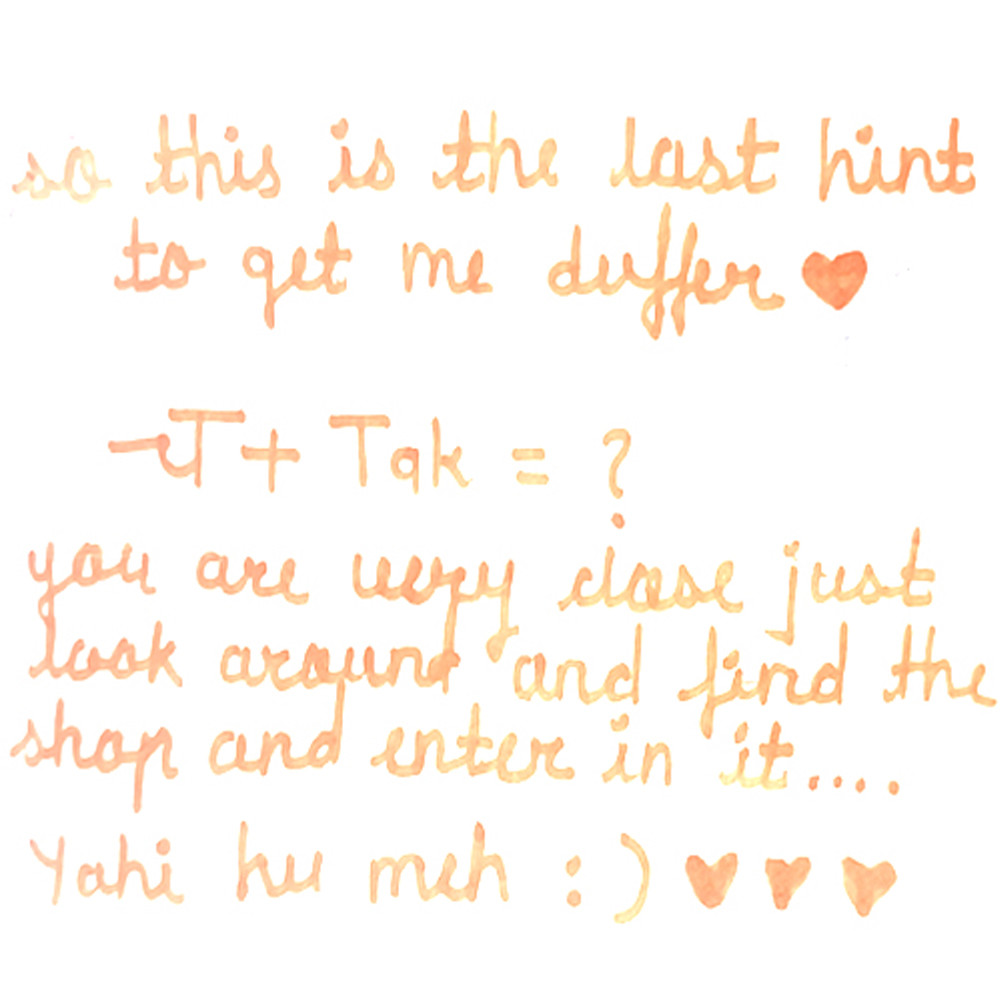 so this is the last hint
to get me duffer ♥
न + Tak = ?
you are very close just
look around and find the
shop and enter in it....
Yahi hu meh :) ♥ ♥ ♥